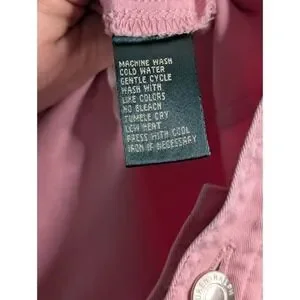 MACHINE WASH
COLD WATER
GENTLE CYCLE
WASH WITH
LIKE COLORS
NO BLEACH
TUMBLE DRY
LOW HEAT
PRESS WITH COOL
IRON IF NECESSARY
RALPH